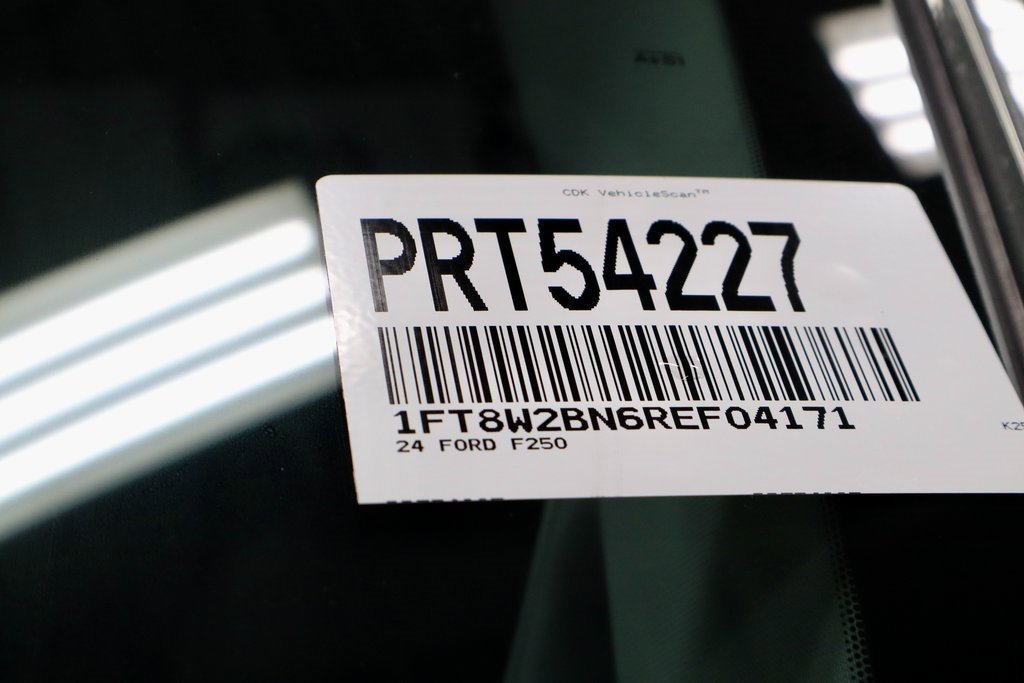 CDK VehicleScan™
PRT54227
1FT8W2BN6REF04171
24 FORD F250